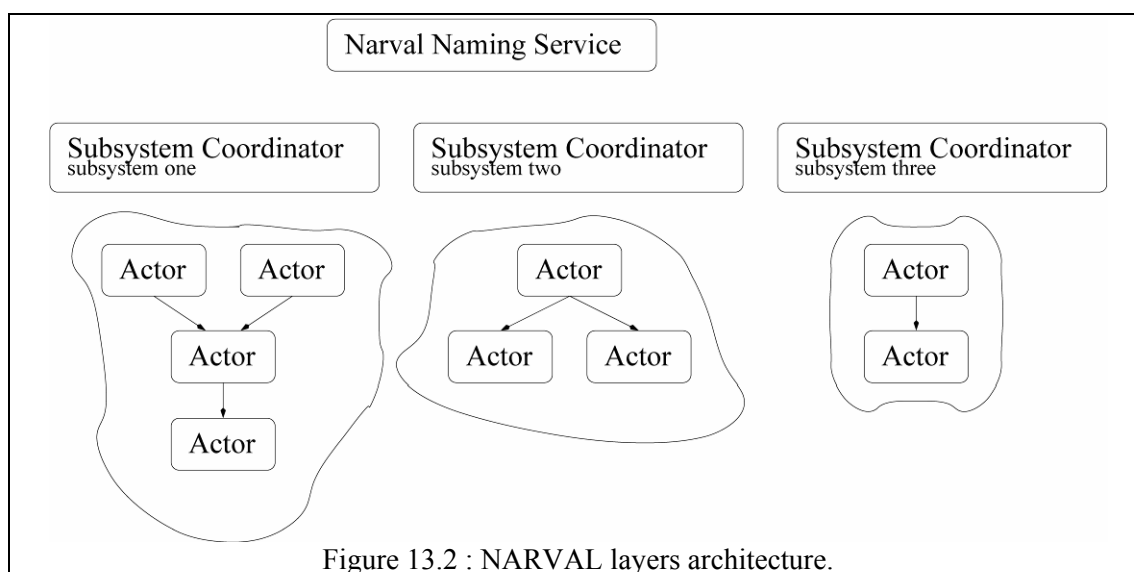 Narval Naming Service
Subsystem Coordinator
subsystem one
Subsystem Coordinator
subsystem two
Subsystem Coordinator
subsystem three
Actor
Actor
Actor
Actor
Actor
Actor
Actor
Actor
Actor
Figure 13.2 : NARVAL layers architecture.